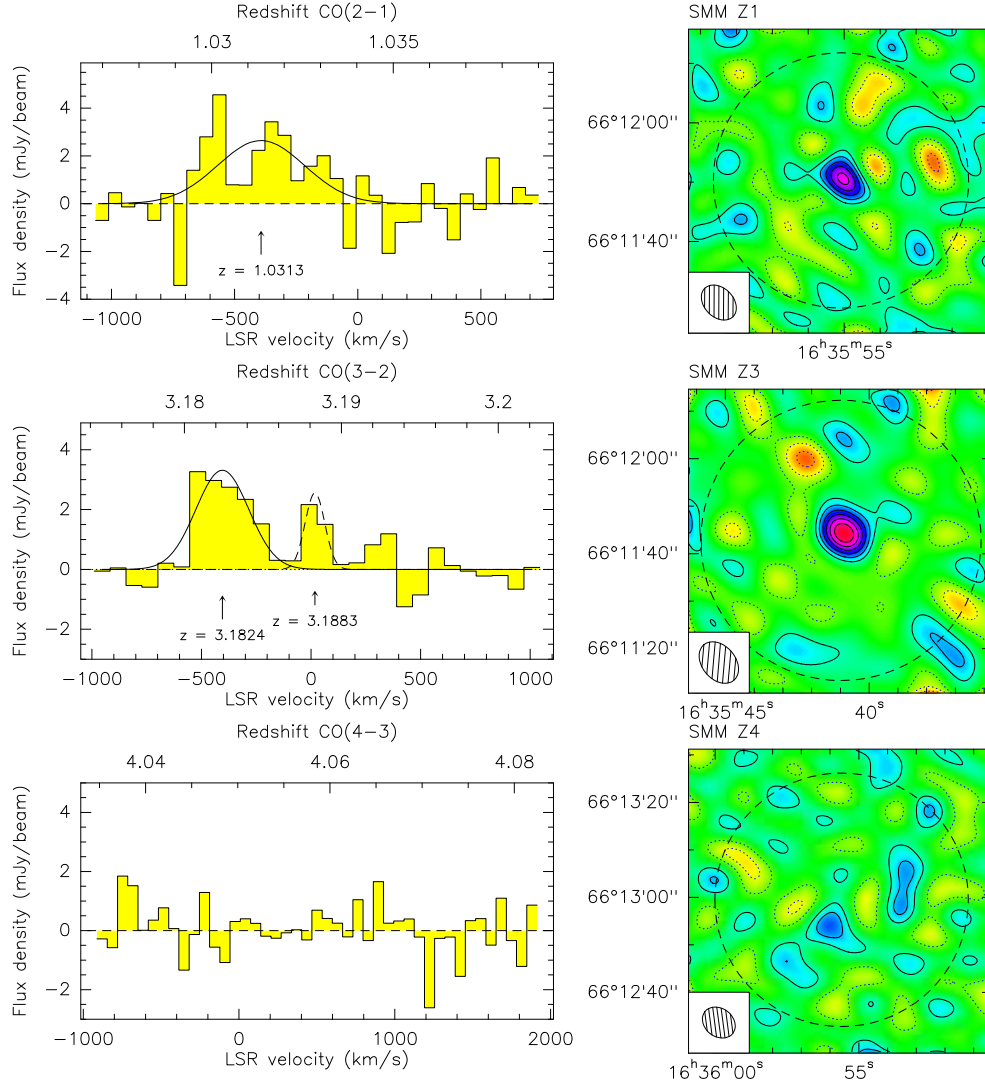 Redshift CO(2−1)
1.03 1.035
Flux density (mJy/beam)
4
2
0
−2
−4
z = 1.0313
−1000 −500 0 500
LSR velocity (km/s)
SMM Z1
66°12'00''
66°11'40''
16h35m55s
Redshift CO(3−2)
3.18 3.19 3.2
Flux density (mJy/beam)
4
2
0
−2
z = 3.1824
z = 3.1883
−1000 −500 0 500 1000
LSR velocity (km/s)
SMM Z3
66°12'00''
66°11'40''
66°11'20''
16h35m45s 40s
Redshift CO(4−3)
4.04 4.06 4.08
Flux density (mJy/beam)
4
2
0
−2
−1000 0 1000 2000
LSR velocity (km/s)
SMM Z4
66°13'20''
66°13'00''
66°12'40''
16h36m00s 55s